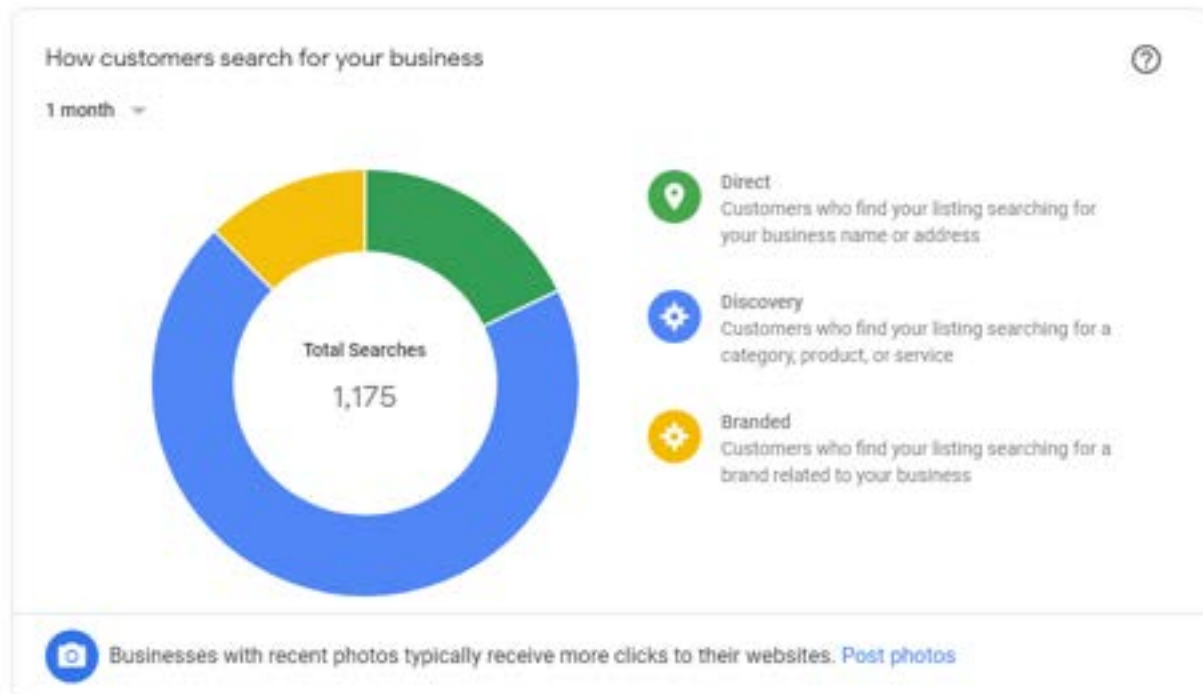 How customers search for your business
1 month
Total Searches
1,175
Direct
Customers who find your listing searching for
your business name or address
Discovery
Customers who find your listing searching for a
category, product, or service
Branded
Customers who find your listing searching for a
brand related to your business
Businesses with recent photos typically receive more clicks to their websites. Post photos